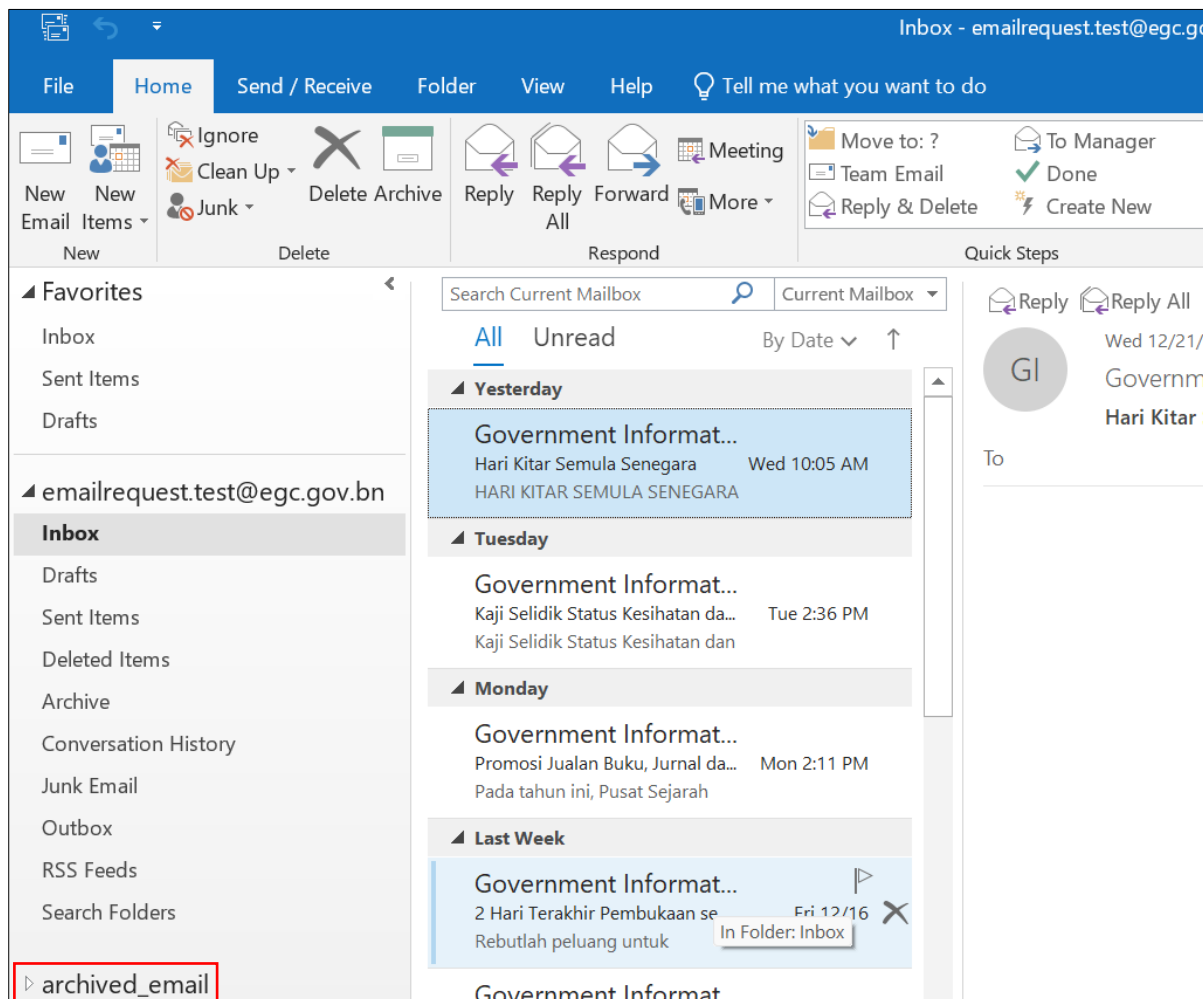 Inbox - emailrequest.test@egc.go
File Home Send / Receive Folder View Help Tell me what you want to do
New Email
New Items
Ignore
Clean Up
Junk
Delete
Archive
Reply
Reply All
Forward
Meeting
More
Move to: ?
Team Email
Reply & Delete
To Manager
Done
Create New
New
Delete
Respond
Quick Steps
Favorites
Inbox
Sent Items
Drafts
emailrequest.test@egc.gov.bn
Inbox
Drafts
Sent Items
Deleted Items
Archive
Conversation History
Junk Email
Outbox
RSS Feeds
Search Folders
archived_email
Search Current Mailbox
Current Mailbox
All Unread By Date
Yesterday
Government Informat...
Hari Kitar Semula Senegara Wed 10:05 AM
HARI KITAR SEMULA SENEGARA
Tuesday
Government Informat...
Kaji Selidik Status Kesihatan da... Tue 2:36 PM
Kaji Selidik Status Kesihatan dan
Monday
Government Informat...
Promosi Jualan Buku, Jurnal da... Mon 2:11 PM
Pada tahun ini, Pusat Sejarah
Last Week
Government Informat...
2 Hari Terakhir Pembukaan se Fri 12/16
Rebutlah peluang untuk
In Folder: Inbox
Government Informat
Reply Reply All
GI
Wed 12/21/
Governm
Hari Kitar
To